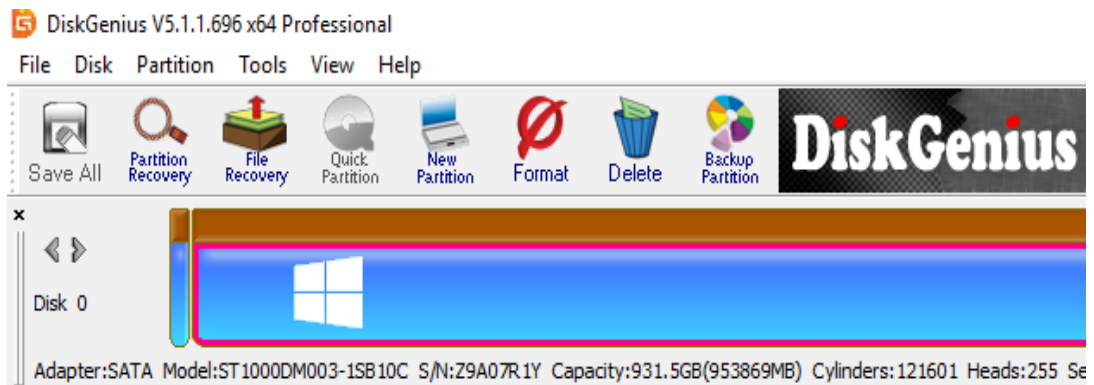 DiskGenius V5.1.1.696 x64 Professional
File Disk Partition Tools View Help
Save All
Partition Recovery
File Recovery
Quick Partition
New Partition
Format
Delete
Backup Partition
DiskGenius
Disk 0
Adapter:SATA Model:ST1000DM003-1SB10C S/N:Z9A07R1Y Capacity:931.5GB(953869MB) Cylinders:121601 Heads:255 Se